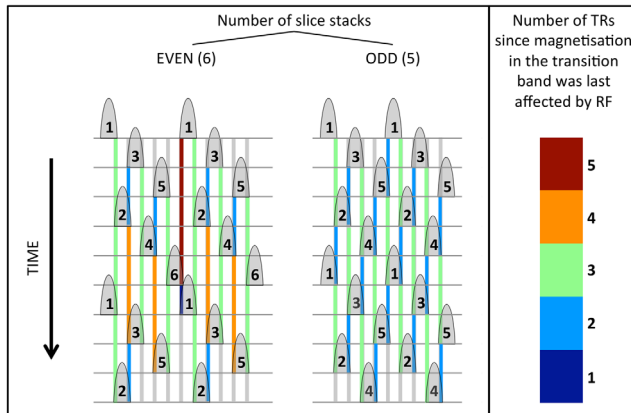 Number of slice stacks
EVEN (6)
ODD (5)
1 1 1 1
3 3 3 3
5 5 5 5
2 2 2 2
4 4 4 4
6 6 1 1
1 1 3 3
3 3 5 5
5 5 2 2
2 2 4 4
TIME
Number of TRs
since magnetisation
in the transition
band was last
affected by RF
5
4
3
2
1